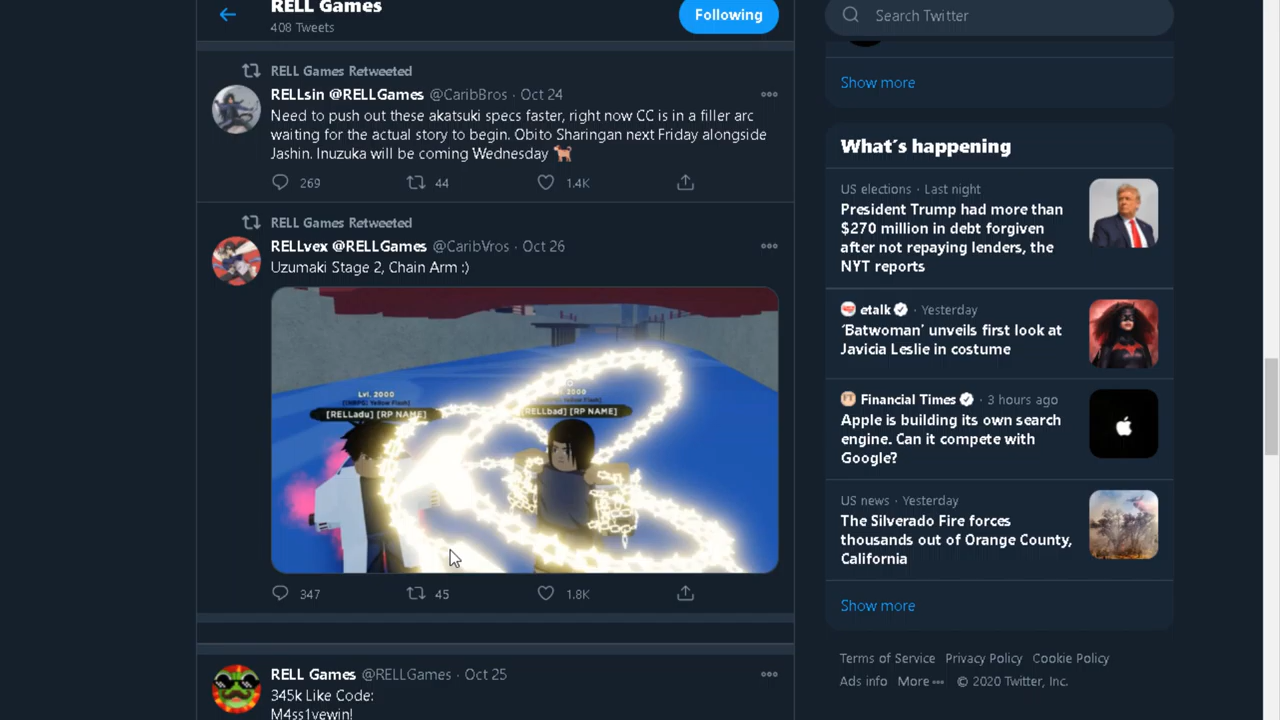 RELL Games
408 Tweets
Following
Search Twitter
RELL Games Retweeted
RELLsin @RELLGames @CaribBros · Oct 24
Need to push out these akatsuki specs faster, right now CC is in a filler arc
waiting for the actual story to begin. Obito Sharingan next Friday alongside
Jashin. Inuzuka will be coming Wednesday 🐕
269 44 1.4K
RELL Games Retweeted
RELLvex @RELLGames @CaribVros · Oct 26
Uzumaki Stage 2, Chain Arm :)
Lvl. 2000
[RELLadu] [RP NAME]
[RELLbad] [RP NAME]
347 45 1.8K
RELL Games @RELLGames · Oct 25
345k Like Code:
M4ss1vewin!
Show more
What's happening
US elections · Last night
President Trump had more than
$270 million in debt forgiven
after not repaying lenders, the
NYT reports
etalk · Yesterday
‘Batwoman’ unveils first look at
Javicia Leslie in costume
Financial Times · 3 hours ago
Apple is building its own search
engine. Can it compete with
Google?
US news · Yesterday
The Silverado Fire forces
thousands out of Orange County,
California
Show more
Terms of Service Privacy Policy Cookie Policy
Ads info More ••• © 2020 Twitter, Inc.